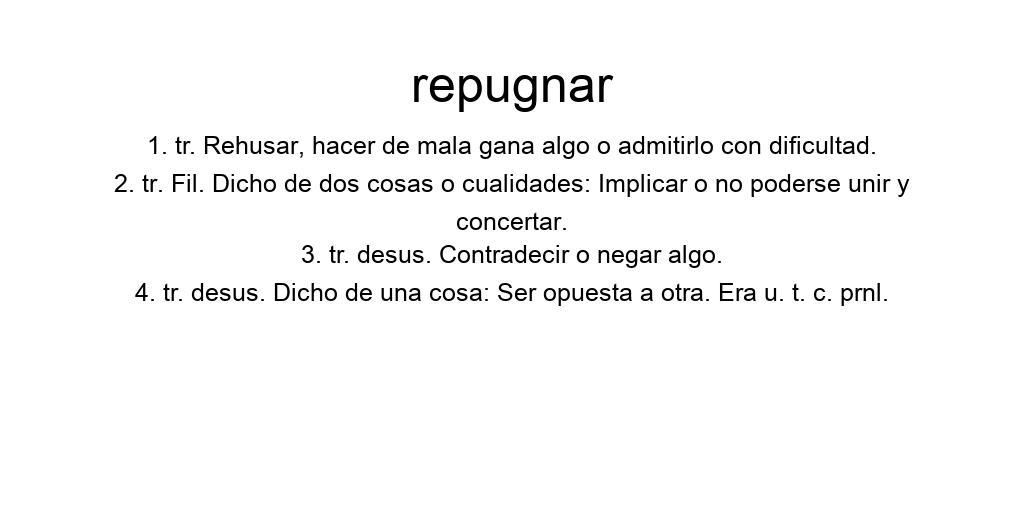 repugnar
1. tr. Rehusar, hacer de mala gana algo o admitirlo con dificultad.
2. tr. Fil. Dicho de dos cosas o cualidades: Implicar o no poderse unir y
concertar.
3. tr. desus. Contradecir o negar algo.
4. tr. desus. Dicho de una cosa: Ser opuesta a otra. Era u. t. c. prnl.